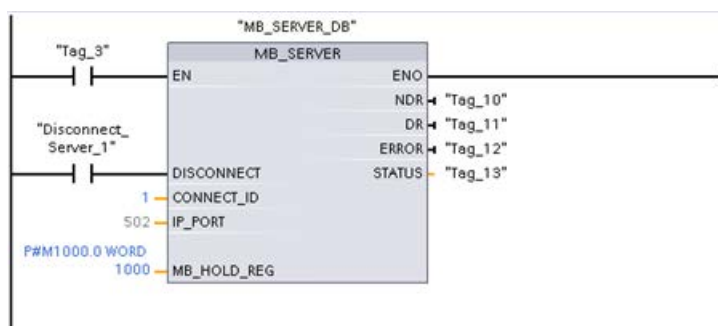 "MB_SERVER_DB"
"Tag_3"
MB_SERVER
EN
ENO
NDR
"Tag_10"
DR
"Tag_11"
"Disconnect_
Server_1"
ERROR
"Tag_12"
DISCONNECT
STATUS
"Tag_13"
1
CONNECT_ID
502
IP_PORT
P#M1000.0 WORD
1000
MB_HOLD_REG